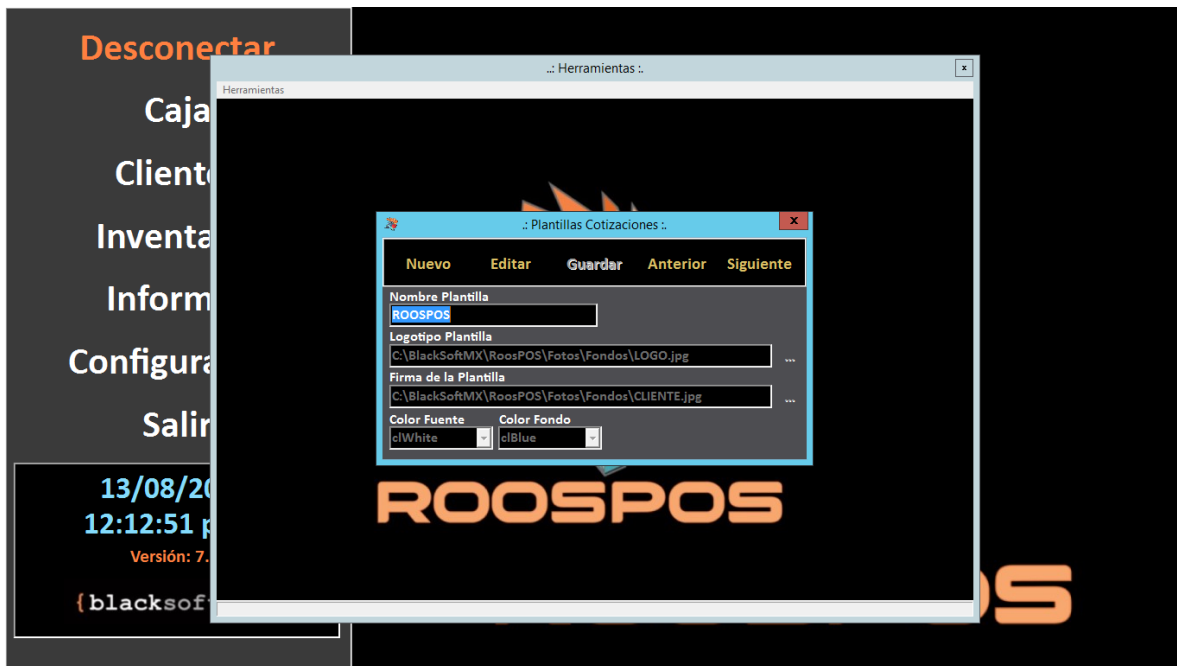 Desconectar
Caja
Client
Inventa
Inform
Configura
Salir
13/08/20
12:12:51 p
Versión: 7.
{blacksof
..: Herramientas :.
x
Herramientas
.: Plantillas Cotizaciones :.
x
Nuevo Editar Guardar Anterior Siguiente
Nombre Plantilla
ROOSPOS
Logotipo Plantilla
C:\BlackSoftMX\RoosPOS\Fotos\Fondos\LOGO.jpg ...
Firma de la Plantilla
C:\BlackSoftMX\RoosPOS\Fotos\Fondos\CLIENTE.jpg ...
Color Fuente Color Fondo
clWhite clBlue
ROOSPOS
S